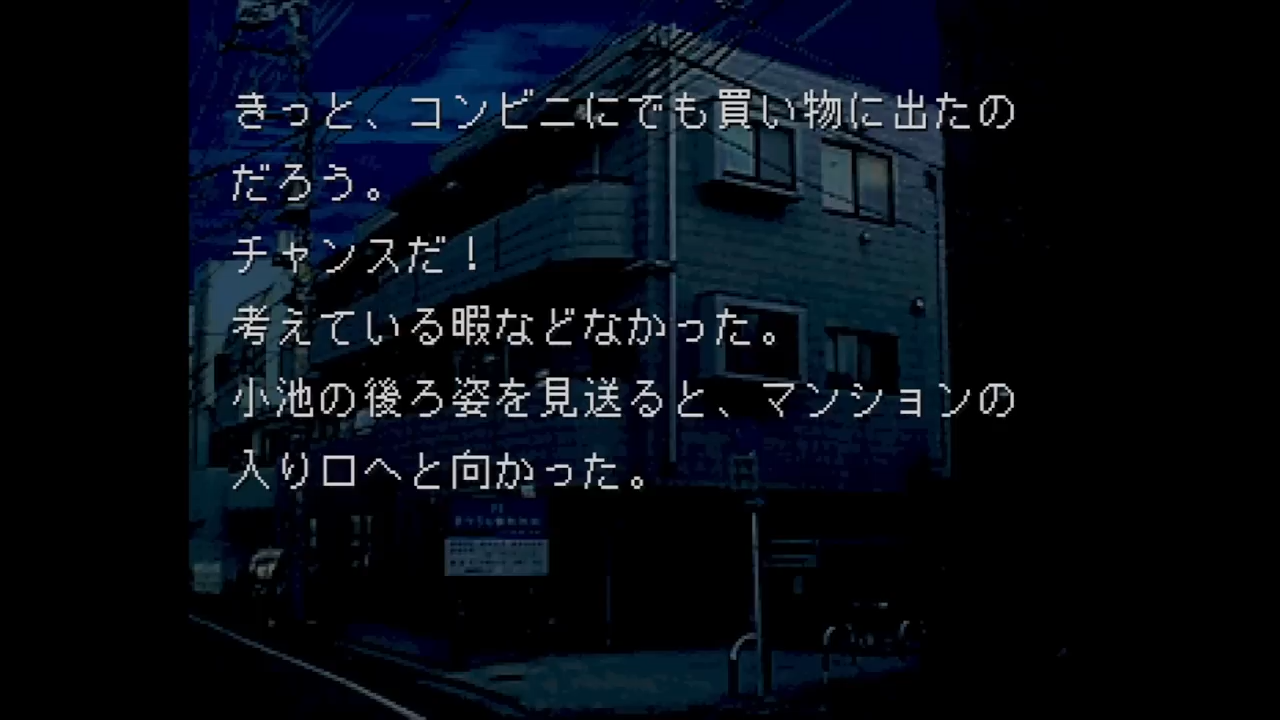 きっと、コンビニにでも買い物に出たの
だろう。
チャンスだ！
考えている暇などなかった。
小池の後ろ姿を見送ると、マンションの
入り口へと向かった。